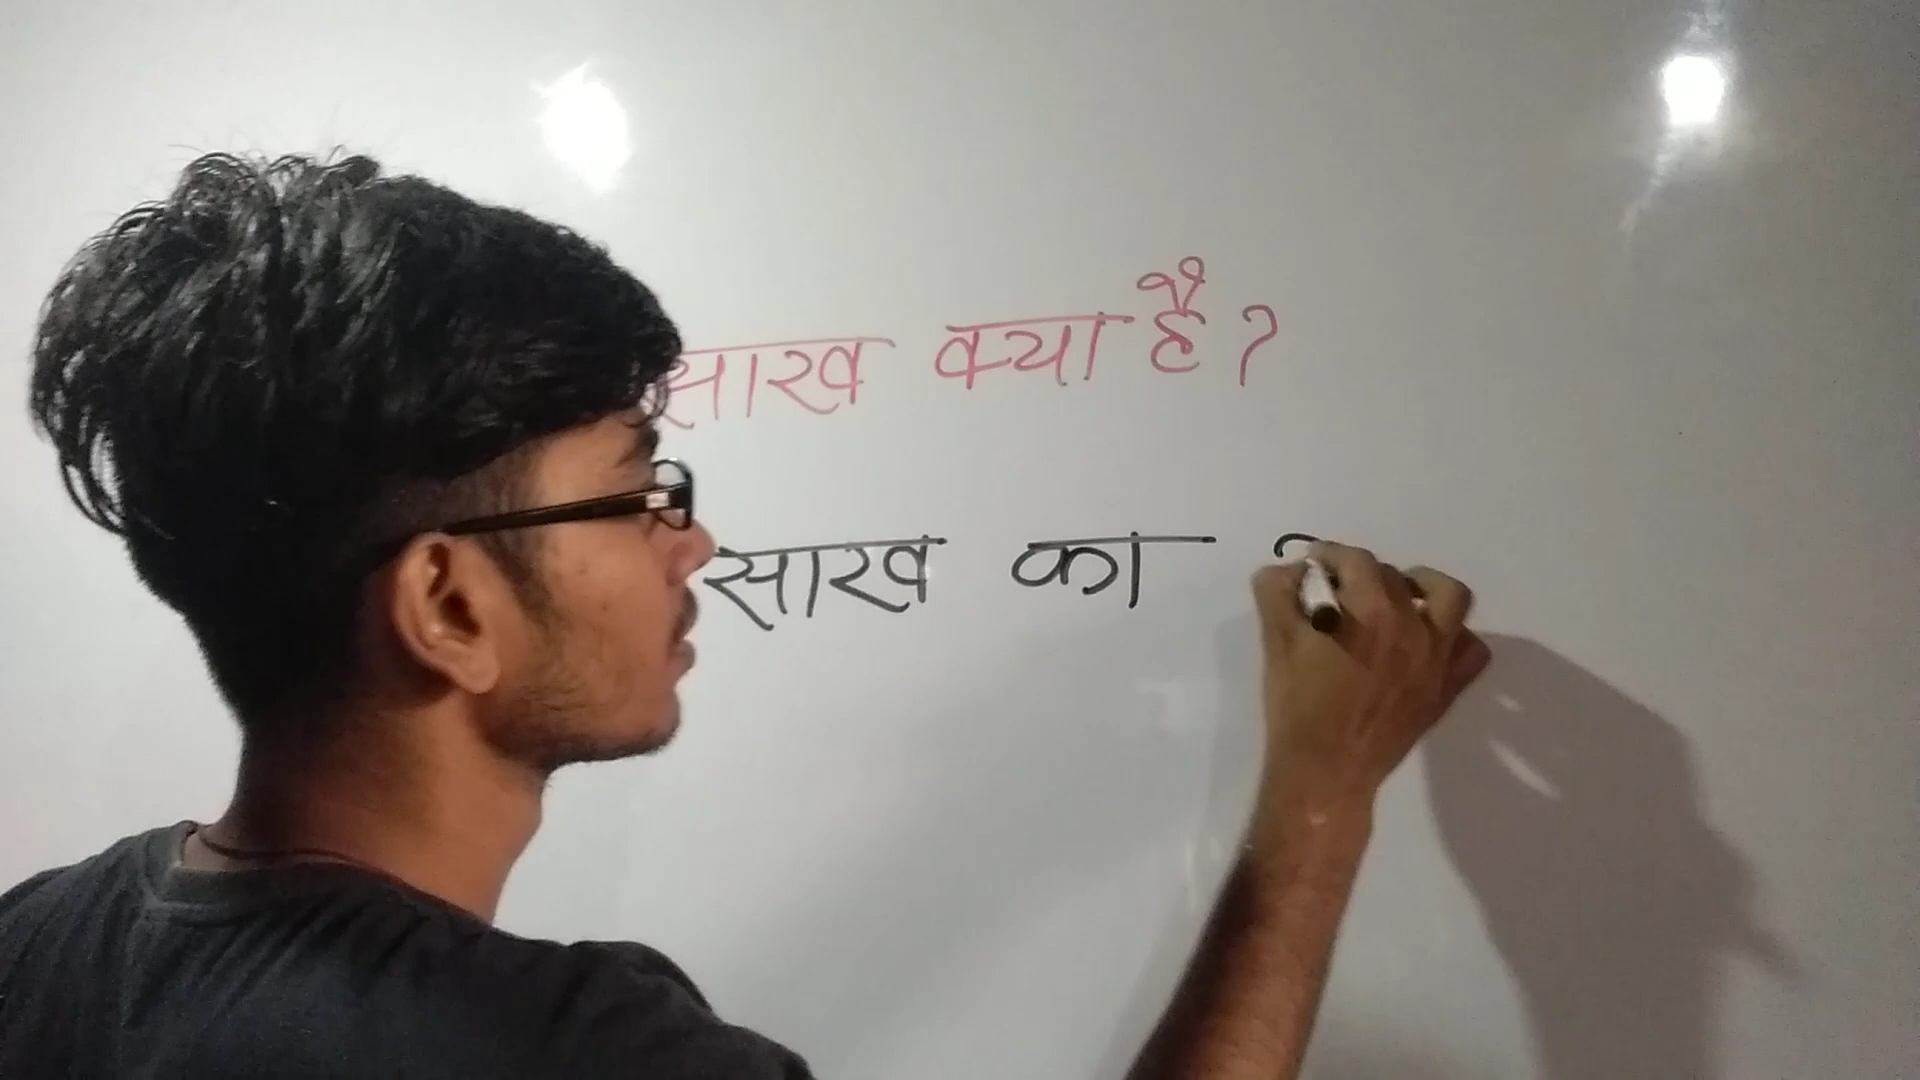 साख क्या है?
साख का